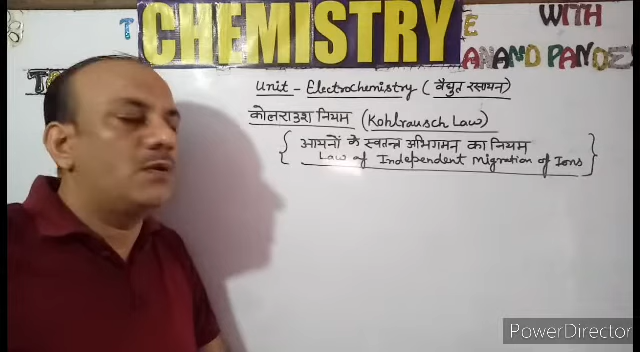 CHEMISTRY
E WITH
ANAND PANDE
Unit - Electrochemistry ( वैद्युत रसायन )
कोलराउश नियम (Kohlrausch Law)
{ आयनों के स्वतन्त्र अभिगमन का नियम
Law of Independent Migration of Ions }
PowerDirector